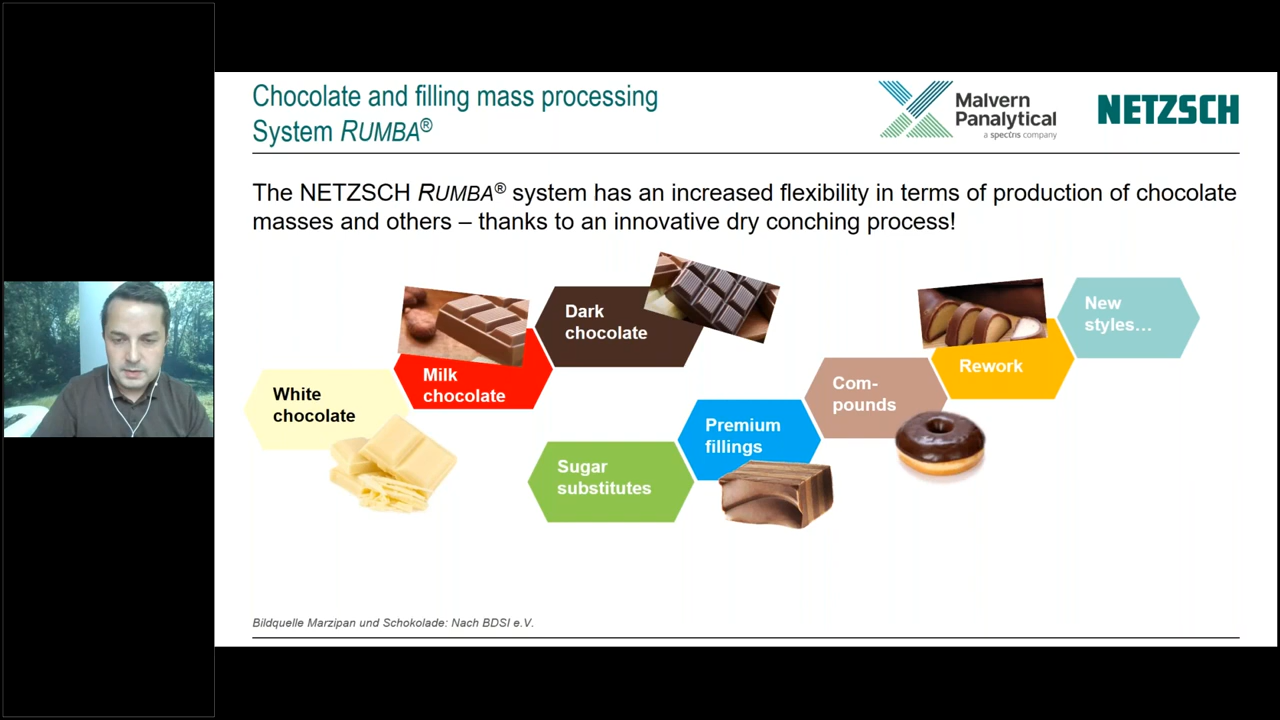 Chocolate and filling mass processing
System RUMBA®
Malvern
Panalytical
a spectris company
NETZSCH
The NETZSCH RUMBA® system has an increased flexibility in terms of production of chocolate
masses and others – thanks to an innovative dry conching process!
White
chocolate
Milk
chocolate
Dark
chocolate
Sugar
substitutes
Premium
fillings
Com-
pounds
Rework
New
styles...
Bildquelle Marzipan und Schokolade: Nach BDSI e.V.